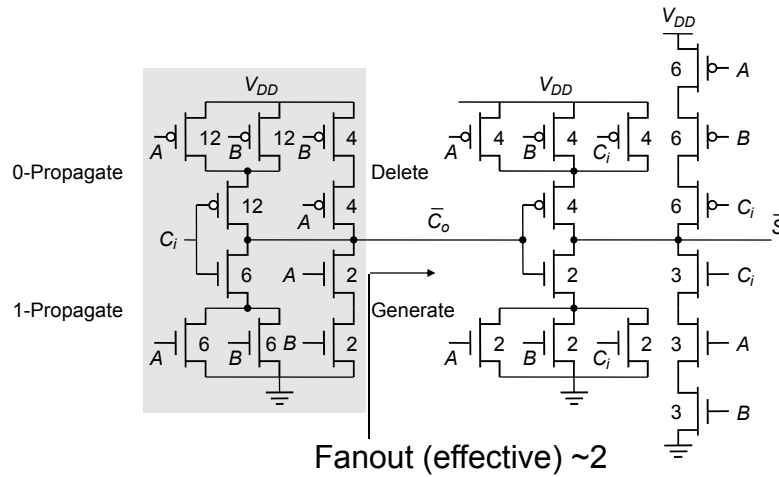 V_DD
V_DD
V_DD
6 A
A 12 B 12 B 4
A 4 B 4 C_i 4
6 B
0-Propagate
Delete
12 A 4
4
6 C_i
C_i
C̅_o
S̅
6 A 2
2
3 C_i
1-Propagate
Generate
A 6 B 6 B 2
A 2 B 2 C_i 2
3 A
3 B
Fanout (effective) ~2